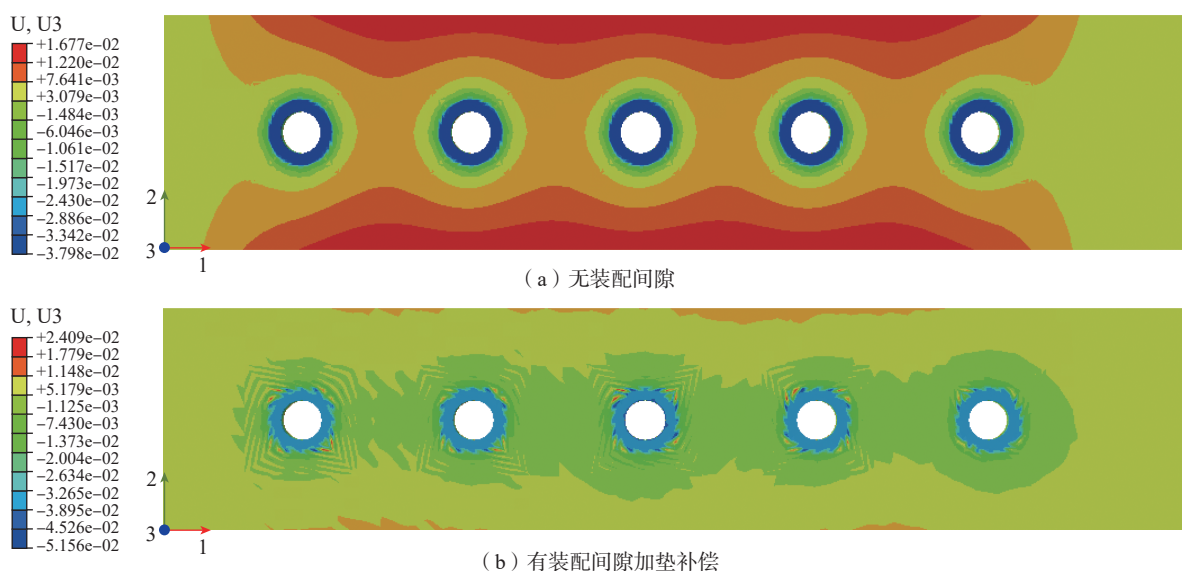 U, U3
+1.677e−02
+1.220e−02
+7.641e−03
+3.079e−03
−1.484e−03
−6.046e−03
−1.061e−02
−1.517e−02
−1.973e−02
−2.430e−02
−2.886e−02
−3.342e−02
−3.798e−02
2
3
1
（a）无装配间隙
U, U3
+2.409e−02
+1.779e−02
+1.148e−02
+5.179e−03
−1.125e−03
−7.430e−03
−1.373e−02
−2.004e−02
−2.634e−02
−3.265e−02
−3.895e−02
−4.526e−02
−5.156e−02
2
3
1
（b）有装配间隙加垫补偿